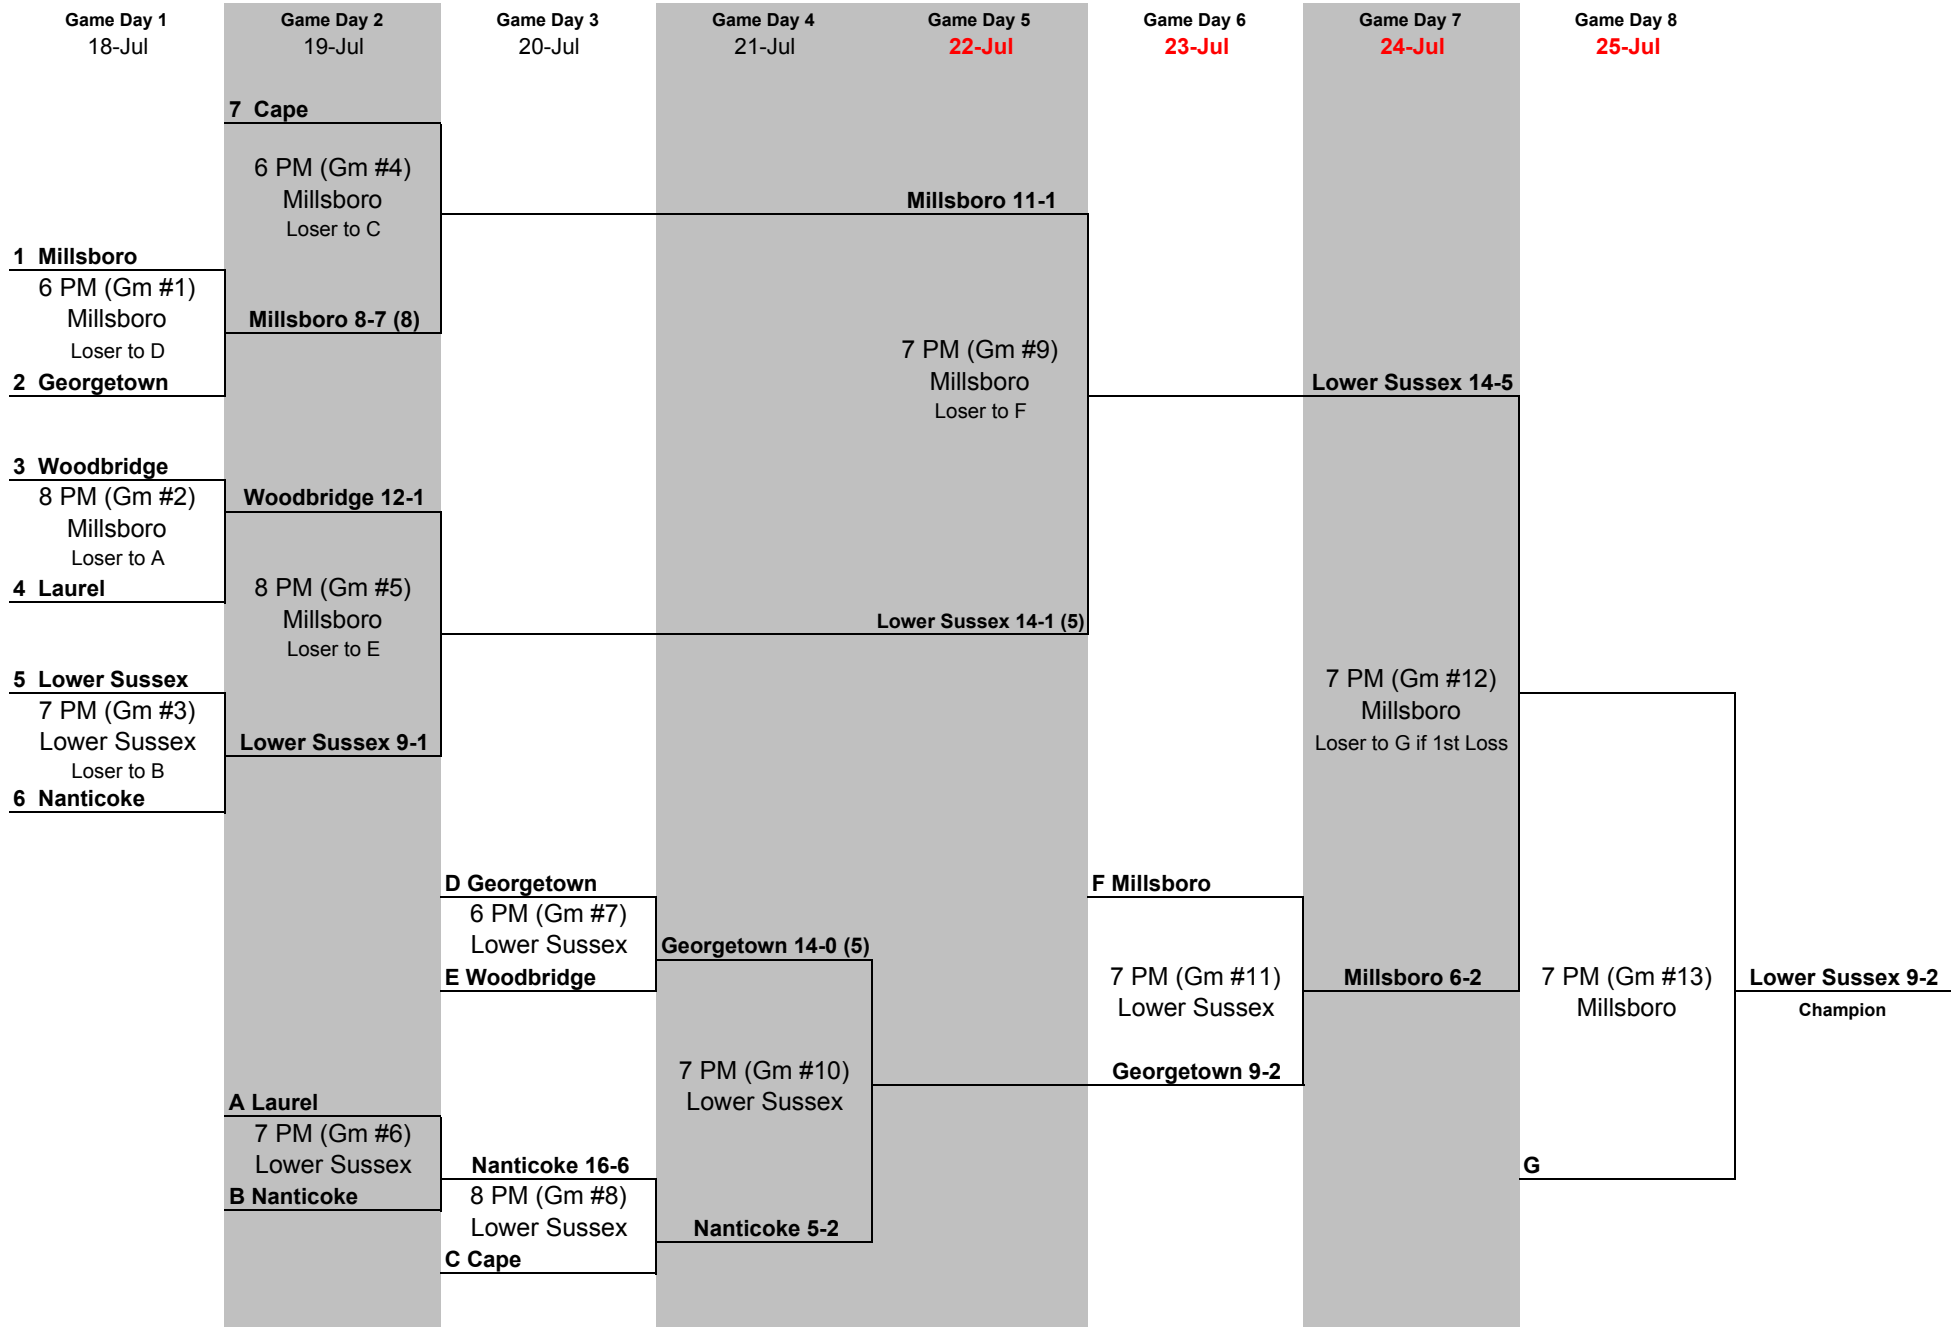 Game Day 1
18-Jul
Game Day 2
19-Jul
Game Day 3
20-Jul
Game Day 4
21-Jul
Game Day 5
22-Jul
Game Day 6
23-Jul
Game Day 7
24-Jul
Game Day 8
25-Jul
7 Cape
6 PM (Gm #4)
Millsboro
Loser to C
Millsboro 11-1
1 Millsboro
6 PM (Gm #1)
Millsboro
Loser to D
2 Georgetown
Millsboro 8-7 (8)
7 PM (Gm #9)
Millsboro
Loser to F
Lower Sussex 14-5
3 Woodbridge
8 PM (Gm #2)
Millsboro
Loser to A
4 Laurel
Woodbridge 12-1
8 PM (Gm #5)
Millsboro
Loser to E
Lower Sussex 14-1 (5)
5 Lower Sussex
7 PM (Gm #3)
Lower Sussex
Loser to B
6 Nanticoke
Lower Sussex 9-1
7 PM (Gm #12)
Millsboro
Loser to G if 1st Loss
D Georgetown
6 PM (Gm #7)
Lower Sussex
E Woodbridge
Georgetown 14-0 (5)
F Millsboro
7 PM (Gm #11)
Lower Sussex
Millsboro 6-2
7 PM (Gm #13)
Millsboro
Lower Sussex 9-2
Champion
7 PM (Gm #10)
Lower Sussex
Georgetown 9-2
A Laurel
7 PM (Gm #6)
Lower Sussex
B Nanticoke
Nanticoke 16-6
8 PM (Gm #8)
Lower Sussex
C Cape
Nanticoke 5-2
G